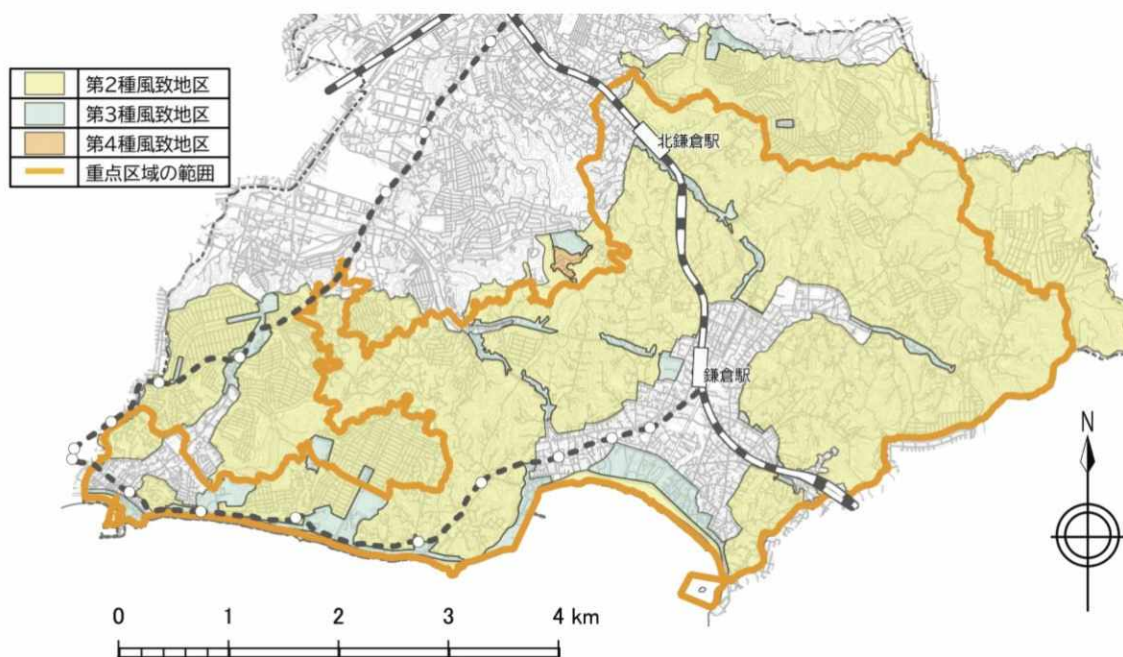 第2種風致地区
第3種風致地区
第4種風致地区
重点区域の範囲
北鎌倉駅
鎌倉駅
N
0 1 2 3 4 km